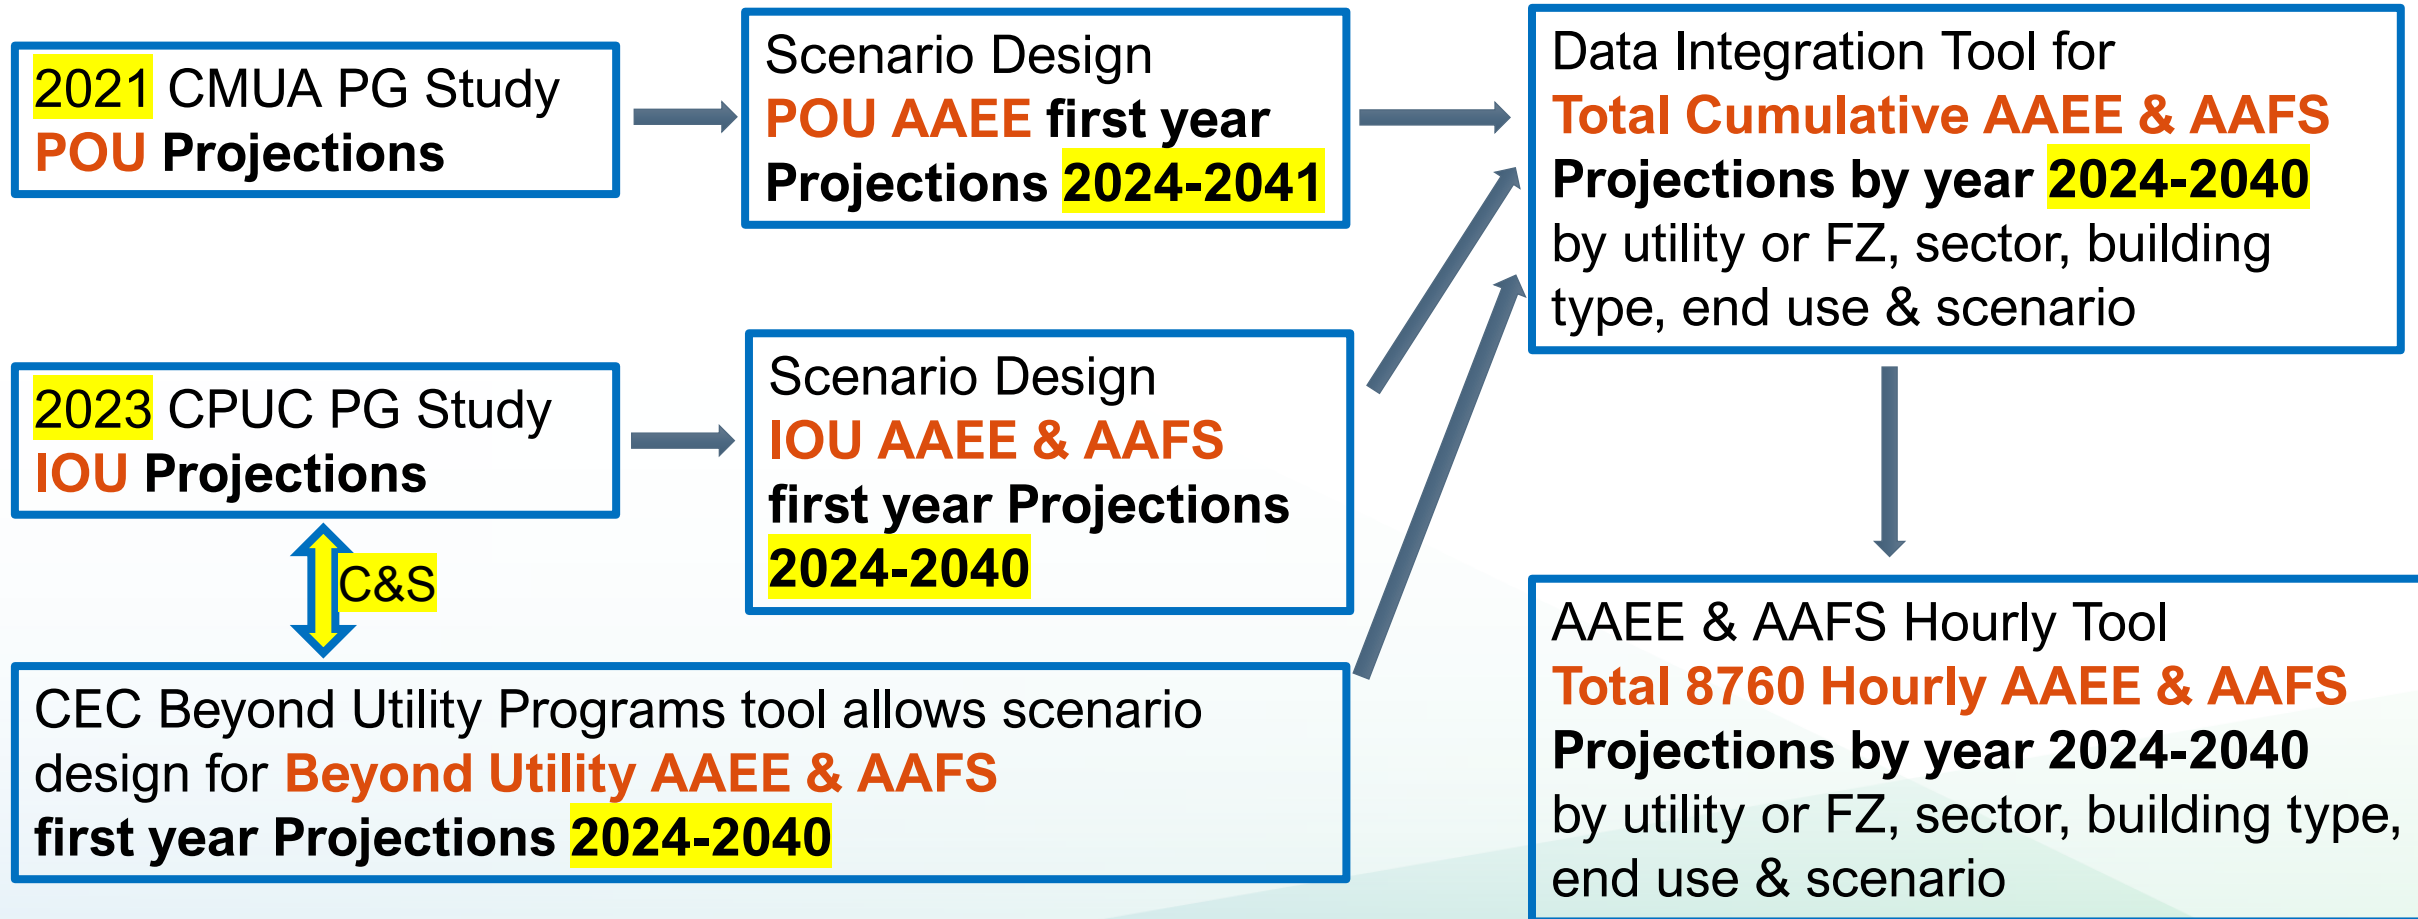 2021 CMUA PG Study
POU Projections
Scenario Design
POU AAEE first year
Projections 2024-2041
Data Integration Tool for
Total Cumulative AAEE & AAFS
Projections by year 2024-2040
by utility or FZ, sector, building
type, end use & scenario
2023 CPUC PG Study
IOU Projections
Scenario Design
IOU AAEE & AAFS
first year Projections
2024-2040
C&S
CEC Beyond Utility Programs tool allows scenario
design for Beyond Utility AAEE & AAFS
first year Projections 2024-2040
AAEE & AAFS Hourly Tool
Total 8760 Hourly AAEE & AAFS
Projections by year 2024-2040
by utility or FZ, sector, building type,
end use & scenario